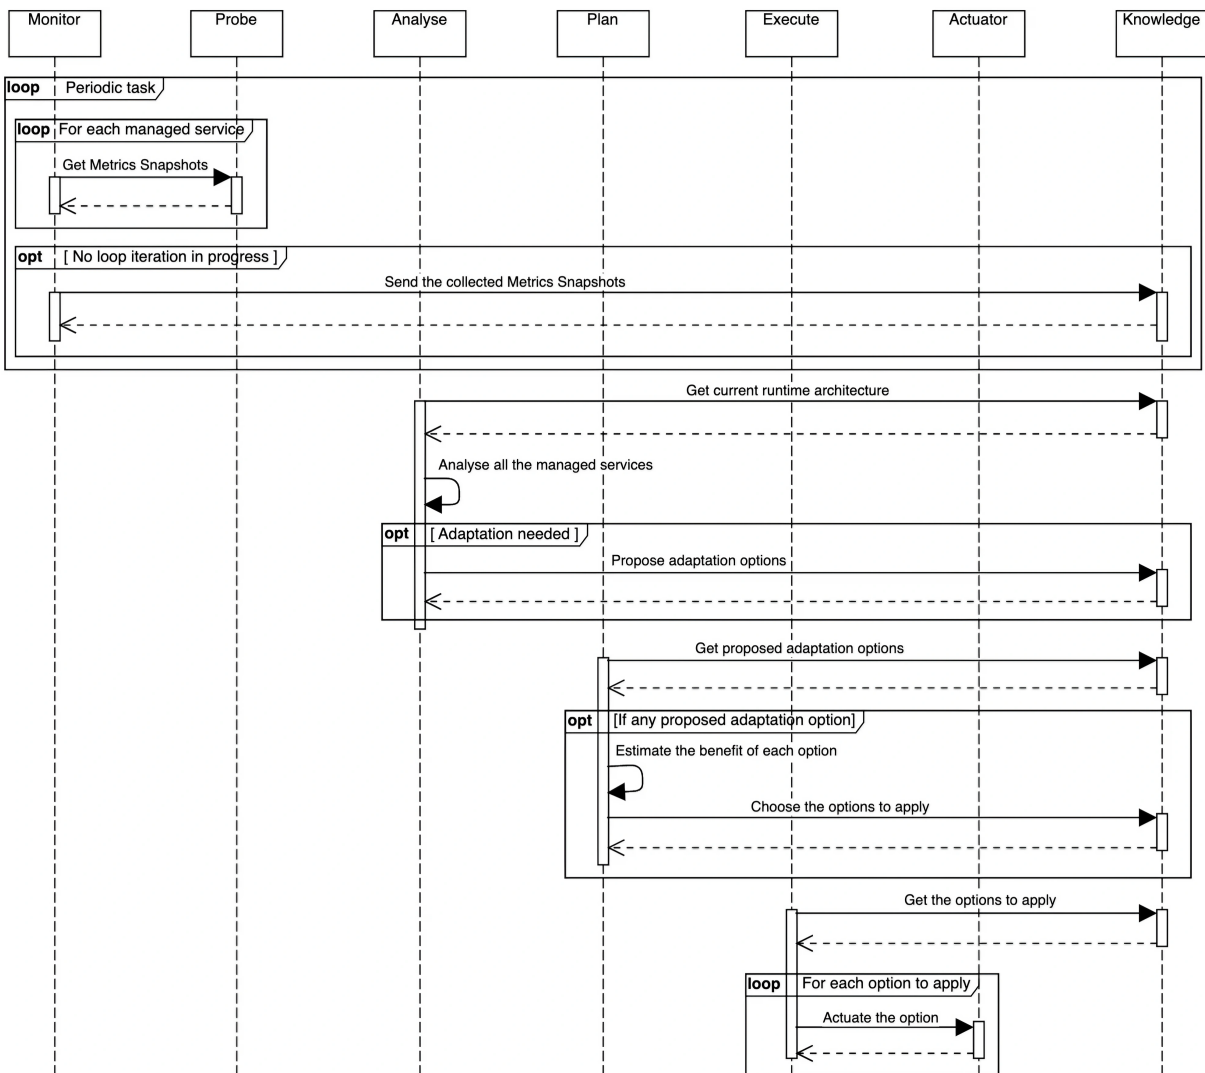 Monitor
Probe
Analyse
Plan
Execute
Actuator
Knowledge
loop Periodic task
loop For each managed service
Get Metrics Snapshots
opt [ No loop iteration in progress ]
Send the collected Metrics Snapshots
Get current runtime architecture
Analyse all the managed services
opt [ Adaptation needed ]
Propose adaptation options
Get proposed adaptation options
opt [If any proposed adaptation option]
Estimate the benefit of each option
Choose the options to apply
Get the options to apply
loop For each option to apply
Actuate the option